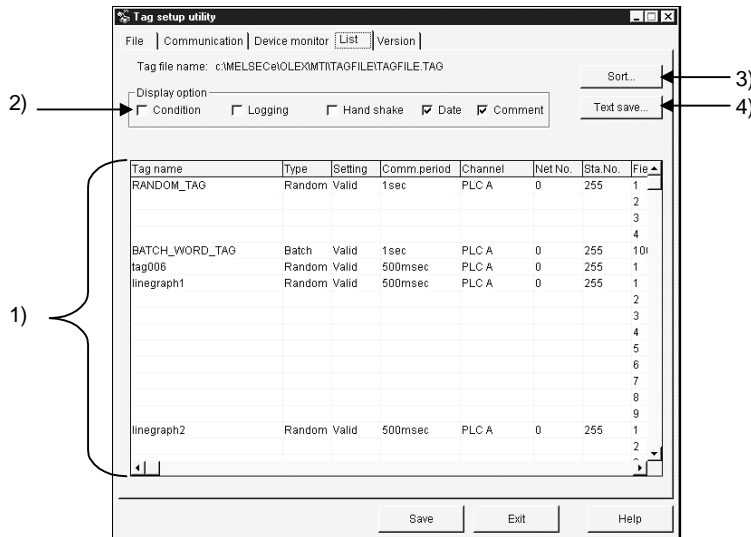 Tag setup utility
File Communication Device monitor List Version
Tag file name: c:\MELSECe\OLEX\MTI\TAGFILE\TAGFILE.TAG
Sort... 3)
2) Display option
Condition Logging Hand shake Date Comment Text save... 4)
Tag name Type Setting Comm.period Channel Net No. Sta.No. Fie
RANDOM_TAG Random Valid 1sec PLC A 0 255 1
2
3
4
BATCH_WORD_TAG Batch Valid 1sec PLC A 0 255 10
tag006 Random Valid 500msec PLC A 0 255 1
linegraph1 Random Valid 500msec PLC A 0 255 1
2
1) 3
4
5
6
7
8
9
linegraph2 Random Valid 500msec PLC A 0 255 1
2
Save Exit Help